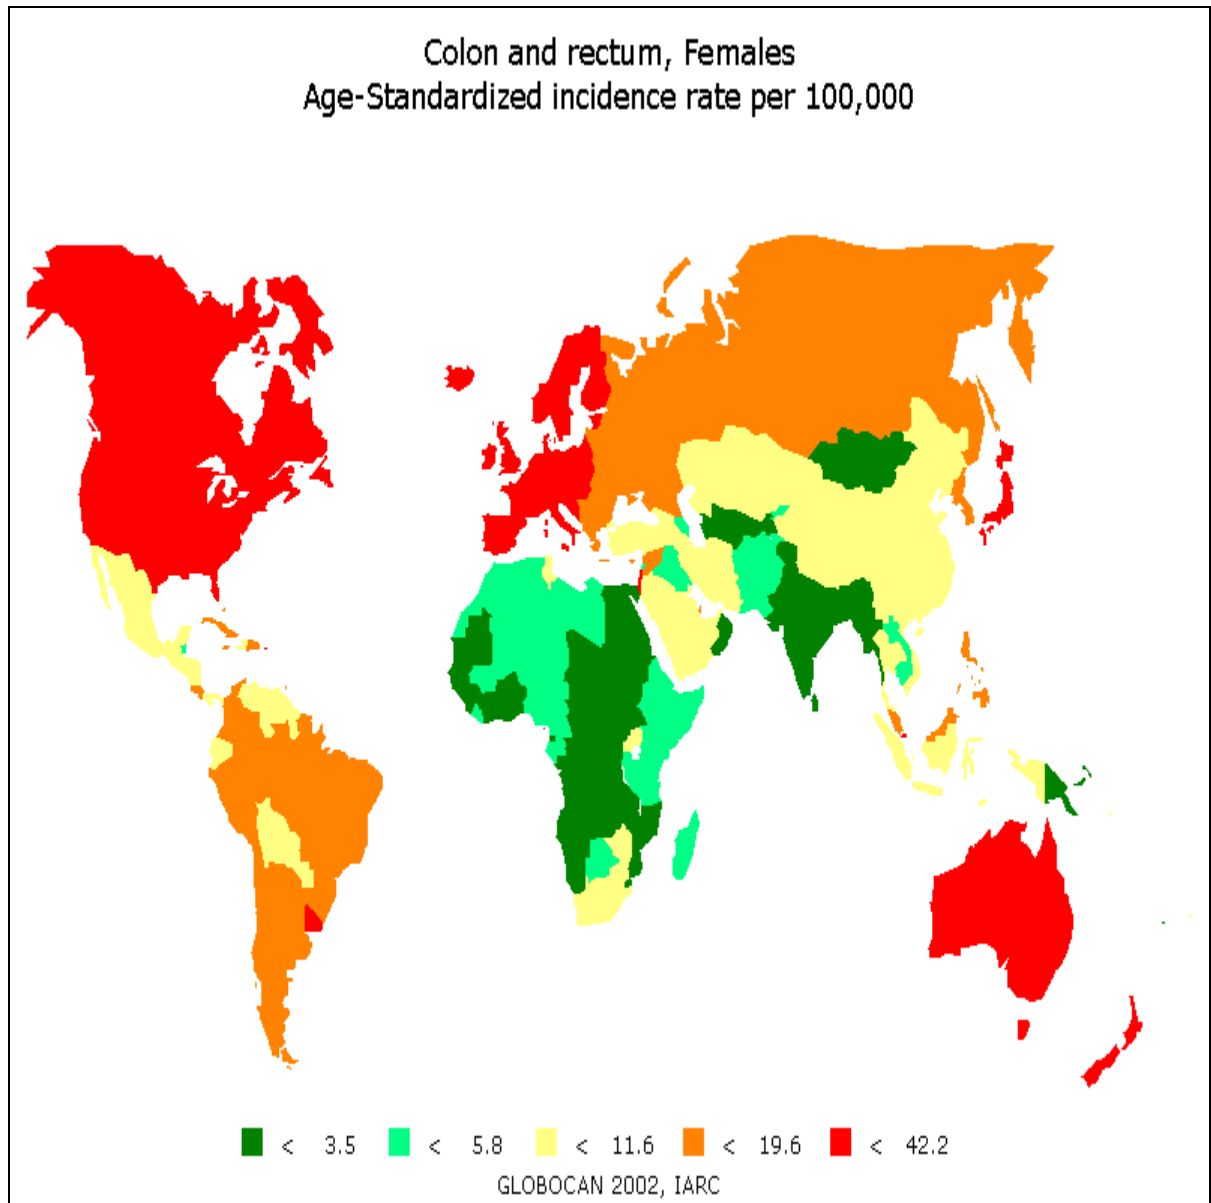 Colon and rectum, Females
Age-Standardized incidence rate per 100,000
< 3.5 < 5.8 < 11.6 < 19.6 < 42.2
GLOBOCAN 2002, IARC